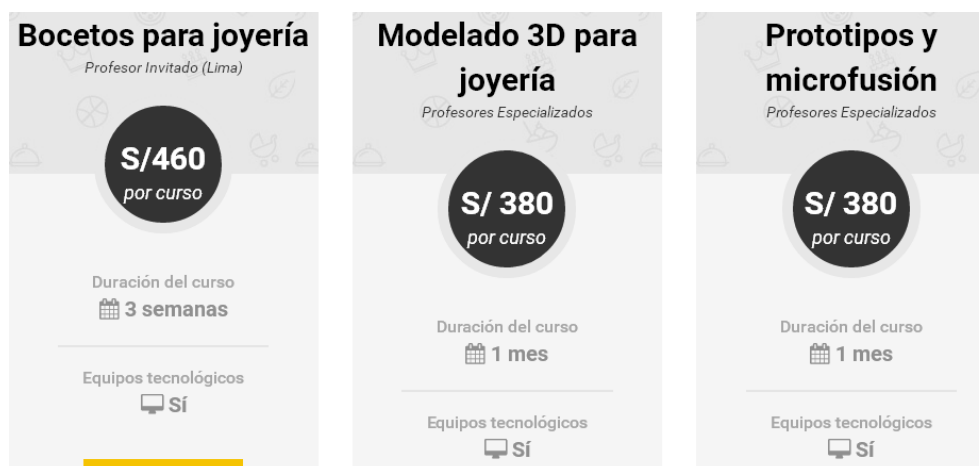 Bocetos para joyería
Profesor Invitado (Lima)
S/460
por curso
Duración del curso
3 semanas
Equipos tecnológicos
Sí
Modelado 3D para
joyería
Profesores Especializados
S/ 380
por curso
Duración del curso
1 mes
Equipos tecnológicos
Sí
Prototipos y
microfusión
Profesores Especializados
S/ 380
por curso
Duración del curso
1 mes
Equipos tecnológicos
Sí